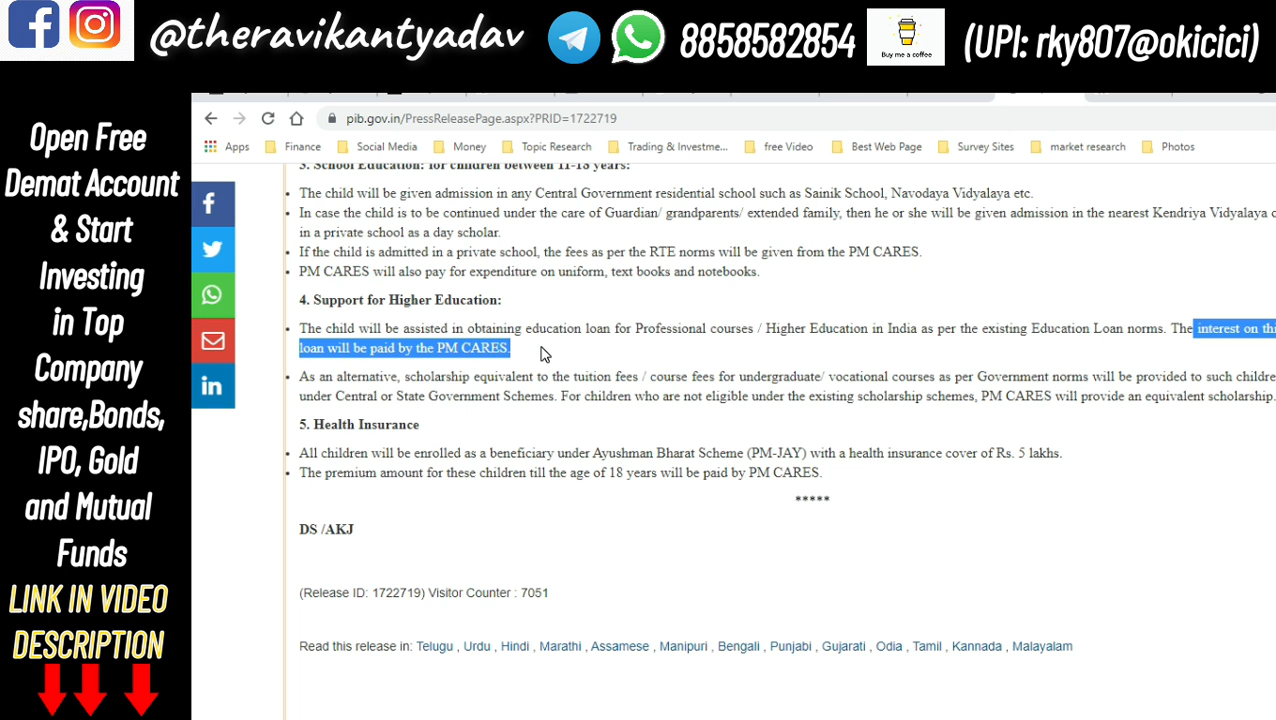 @theravikantyadav 8858582854 Buy me a coffee (UPI: rky807@okicici)
Open Free
Demat Account
& Start
Investing
in Top
Company
share,Bonds,
IPO, Gold
and Mutual
Funds
LINK IN VIDEO
DESCRIPTION
pib.gov.in/PressReleasePage.aspx?PRID=1722719
Apps Finance Social Media Money Topic Research Trading & Investme... free Video Best Web Page Survey Sites market research Photos
3. School Education: for children between 11-18 years:
• The child will be given admission in any Central Government residential school such as Sainik School, Navodaya Vidyalaya etc.
• In case the child is to be continued under the care of Guardian/ grandparents/ extended family, then he or she will be given admission in the nearest Kendriya Vidyalaya
in a private school as a day scholar.
• If the child is admitted in a private school, the fees as per the RTE norms will be given from the PM CARES.
• PM CARES will also pay for expenditure on uniform, text books and notebooks.
4. Support for Higher Education:
• The child will be assisted in obtaining education loan for Professional courses / Higher Education in India as per the existing Education Loan norms. The interest on
loan will be paid by the PM CARES.
• As an alternative, scholarship equivalent to the tuition fees / course fees for undergraduate/ vocational courses as per Government norms will be provided to such childre
under Central or State Government Schemes. For children who are not eligible under the existing scholarship schemes, PM CARES will provide an equivalent scholarship.
5. Health Insurance
• All children will be enrolled as a beneficiary under Ayushman Bharat Scheme (PM-JAY) with a health insurance cover of Rs. 5 lakhs.
• The premium amount for these children till the age of 18 years will be paid by PM CARES.
*****
DS /AKJ
(Release ID: 1722719) Visitor Counter : 7051
Read this release in: Telugu , Urdu , Hindi , Marathi , Assamese , Manipuri , Bengali , Punjabi , Gujarati , Odia , Tamil , Kannada , Malayalam